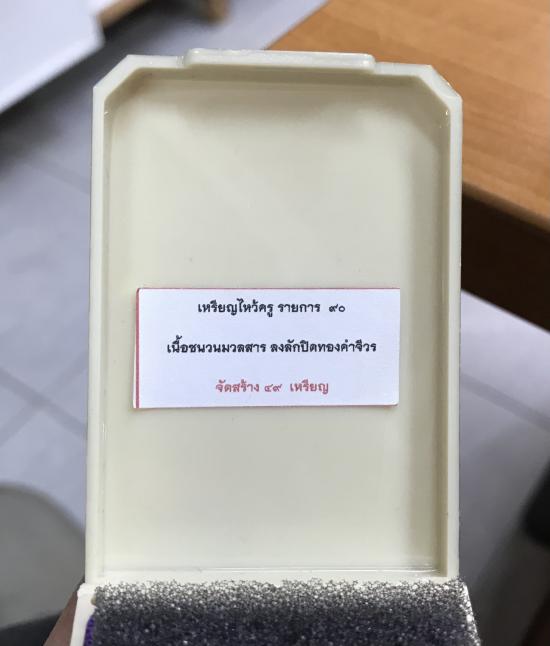 เหรียญไหว้ครู รายการ ๙๐
เนื้อชนวนมวลสาร ลงลักปิดทองคำจีวร
จัดสร้าง ๔๙ เหรียญ